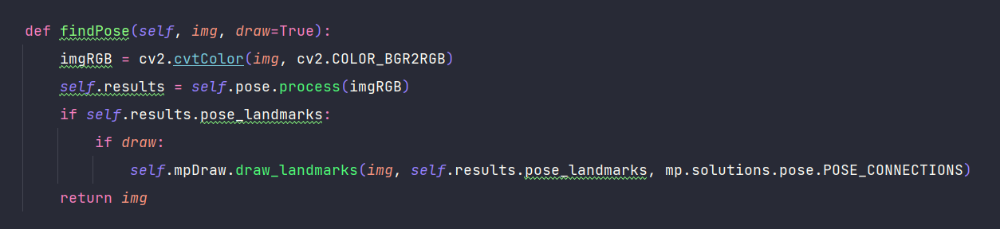 def findPose(self, img, draw=True):
    imgRGB = cv2.cvtColor(img, cv2.COLOR_BGR2RGB)
    self.results = self.pose.process(imgRGB)
    if self.results.pose_landmarks:
        if draw:
            self.mpDraw.draw_landmarks(img, self.results.pose_landmarks, mp.solutions.pose.POSE_CONNECTIONS)
    return img